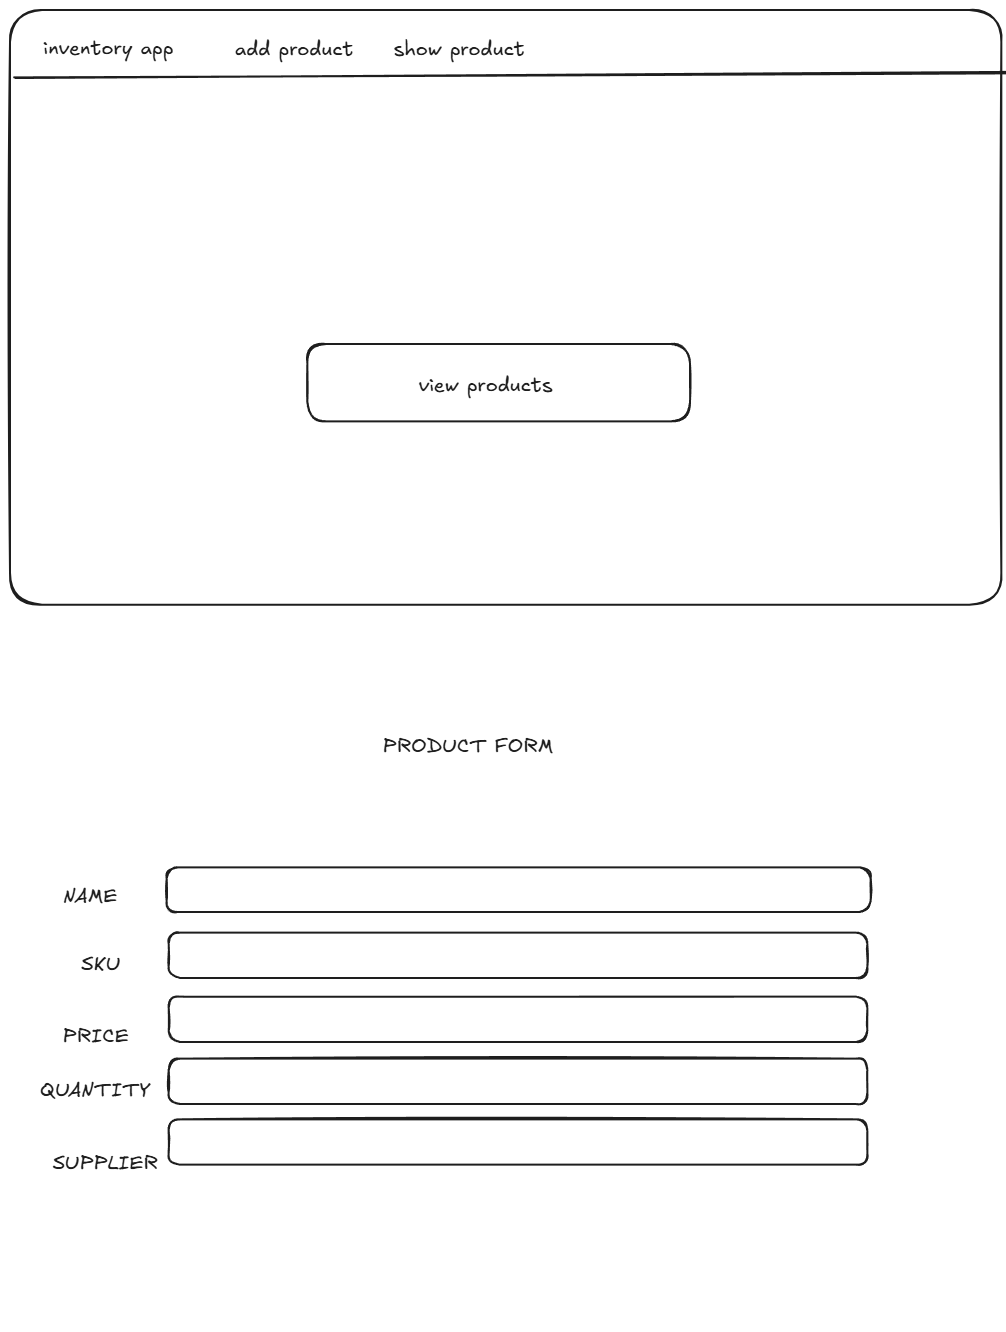 inventory app add product show product
view products
PRODUCT FORM
NAME
SKU
PRICE
QUANTITY
SUPPLIER